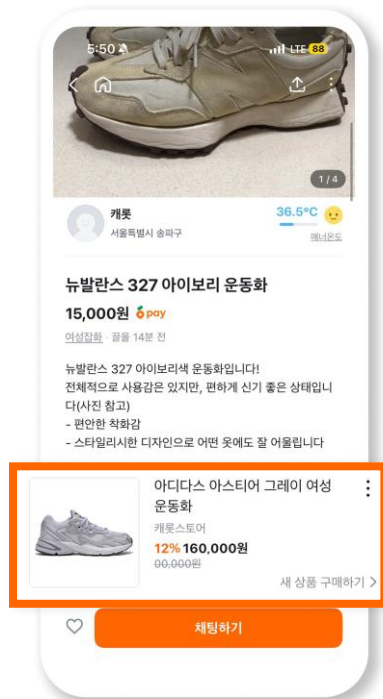 5:50
LTE 88
1 / 4
캐롯
36.5°C
서울특별시 송파구
매너온도
뉴발란스 327 아이보리 운동화
15,000원 pay
여성잡화 · 끌올 14분 전
뉴발란스 327 아이보리색 운동화입니다!
전체적으로 사용감은 있지만, 편하게 신기 좋은 상태입니
다(사진 참고)
- 편안한 착화감
- 스타일리시한 디자인으로 어떤 옷에도 잘 어울립니다
아디다스 아스티어 그레이 여성
운동화
캐롯스토어
12% 160,000원
00,000원
새 상품 구매하기 >
채팅하기